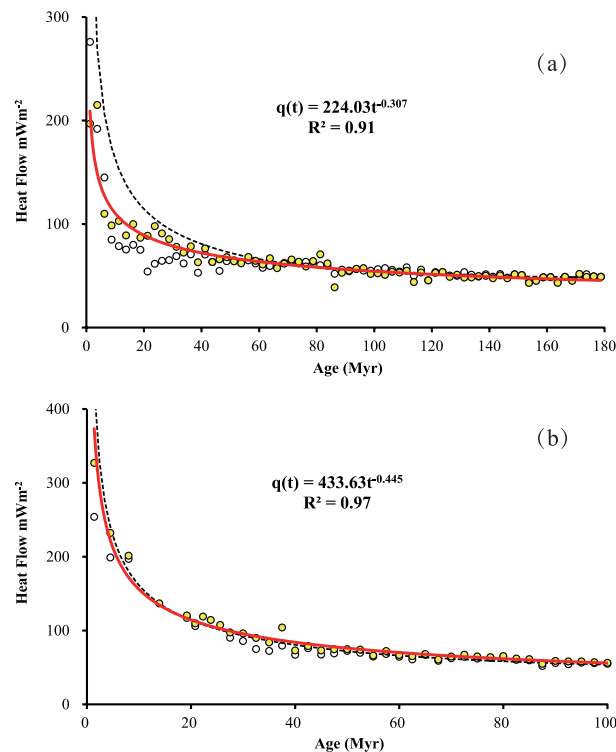 300
(a)
q(t) = 224.03t^-0.307
R² = 0.91
200
Heat Flow mWm^-2
100
0
0 20 40 60 80 100 120 140 160 180
Age (Myr)
400
(b)
300
q(t) = 433.63t^-0.445
R² = 0.97
Heat Flow mWm^-2
200
100
0
0 20 40 60 80 100
Age (Myr)